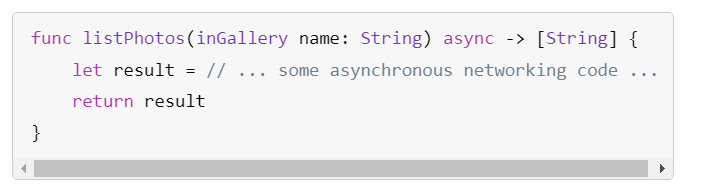 func listPhotos(inGallery name: String) async -> [String] {
    let result = // ... some asynchronous networking code ...
    return result
}